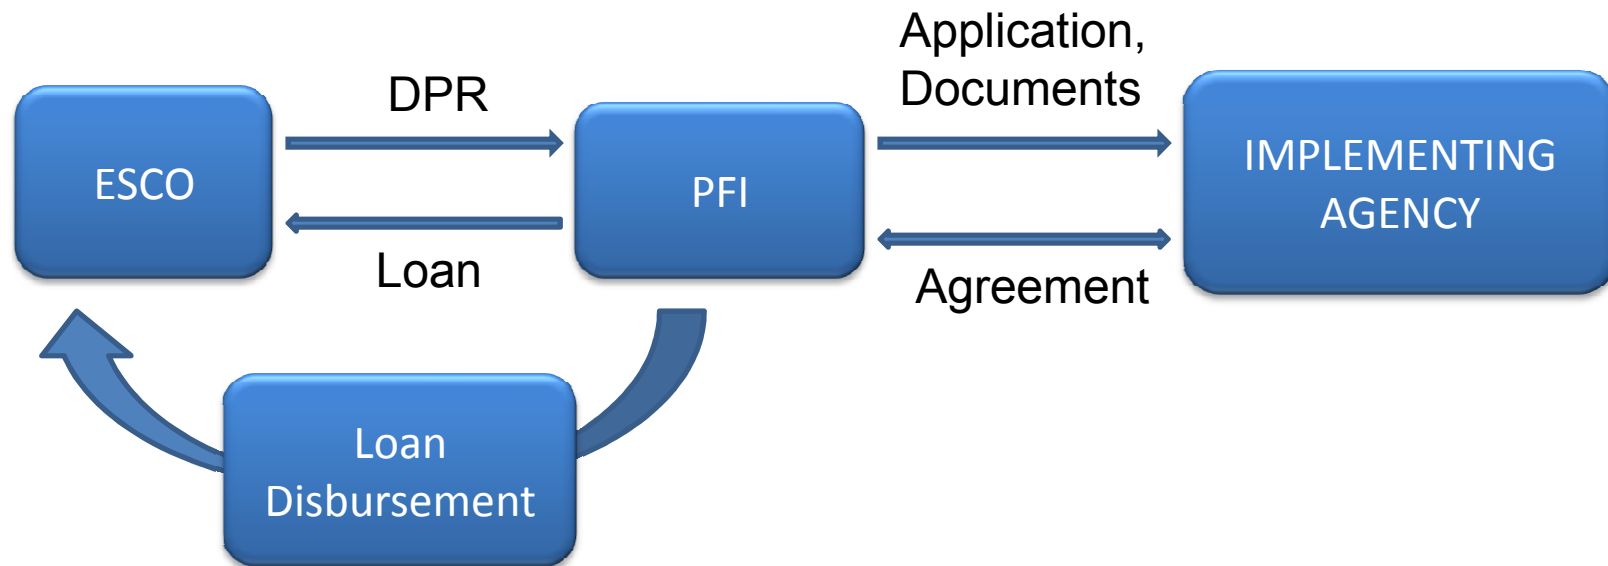 Application,
Documents
DPR
ESCO
PFI
IMPLEMENTING
AGENCY
Loan
Agreement
Loan
Disbursement